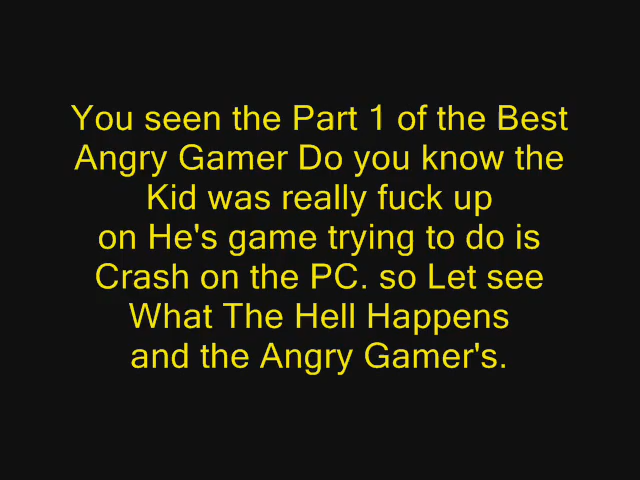 You seen the Part 1 of the Best
Angry Gamer Do you know the
Kid was really fuck up
on He's game trying to do is
Crash on the PC. so Let see
What The Hell Happens
and the Angry Gamer's.